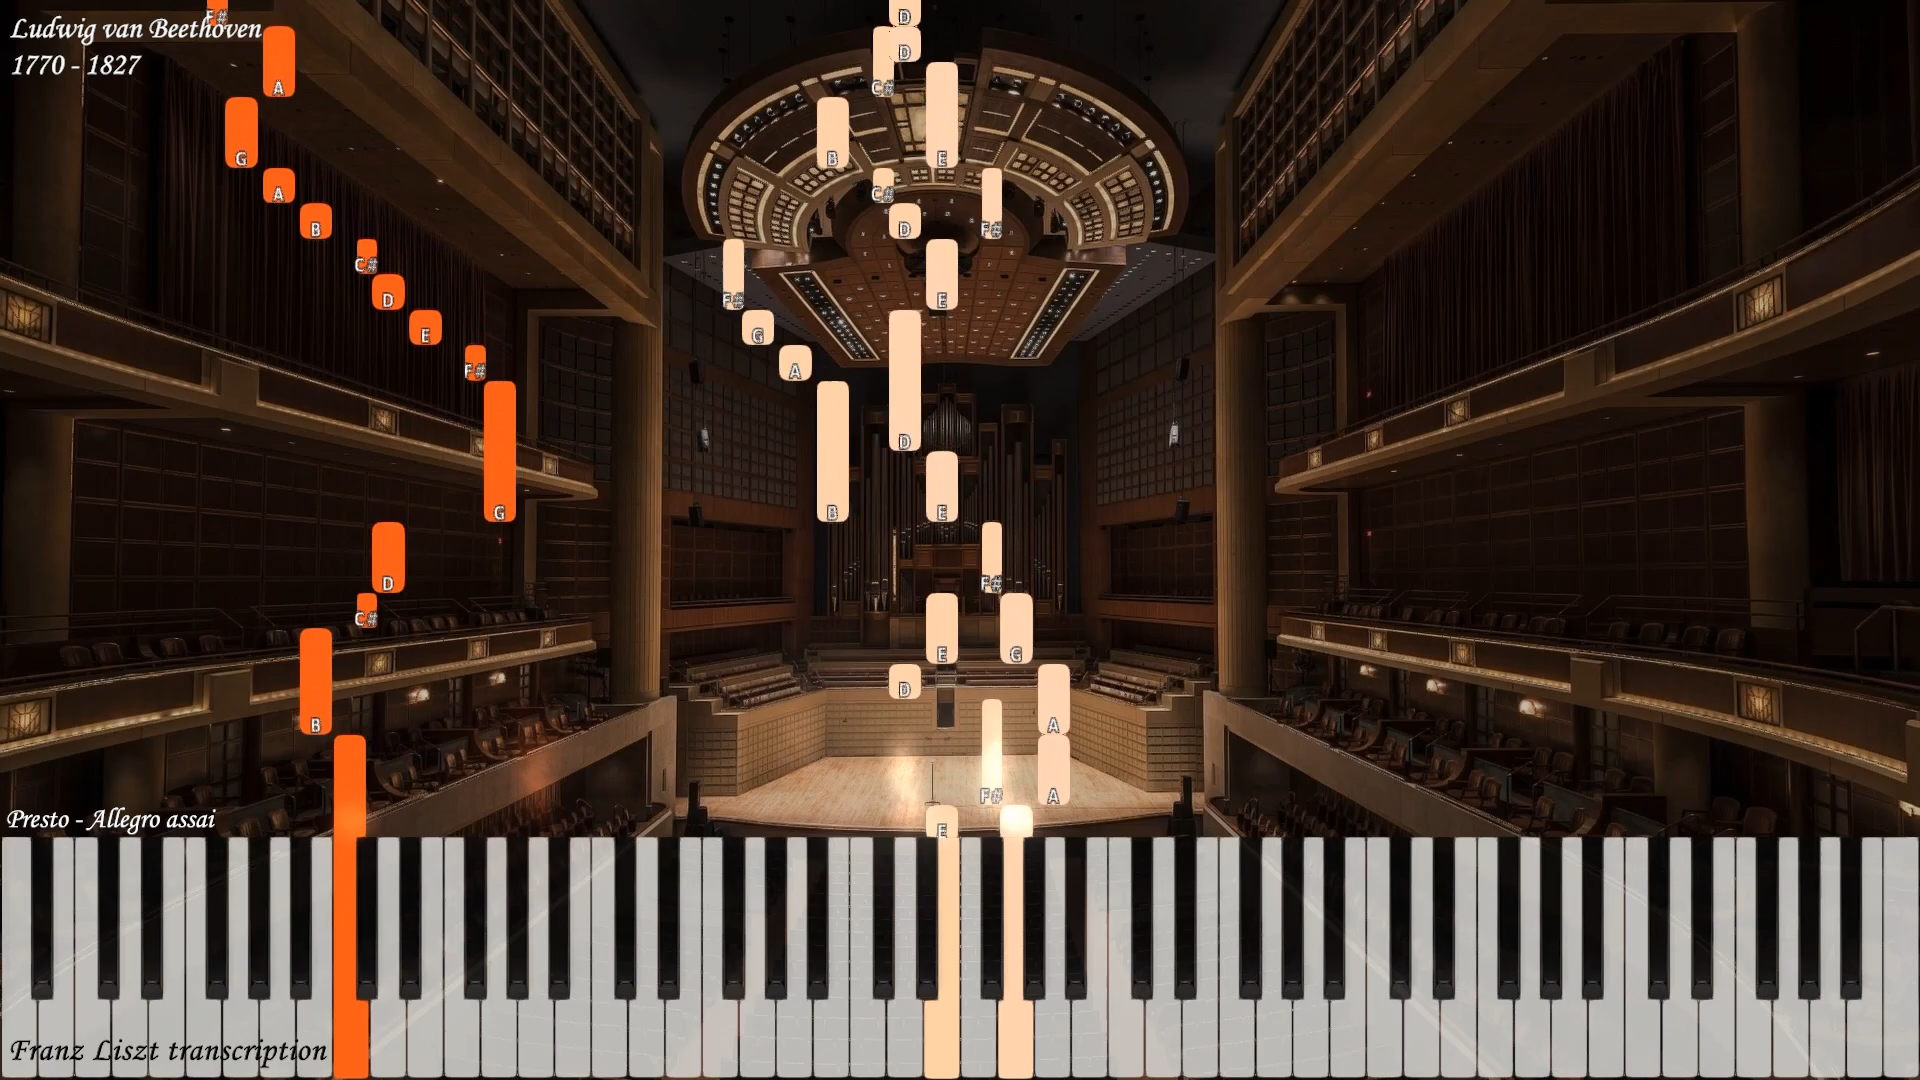 F#
Ludwig van Beethoven
D
1770 - 1827
D
A
C#
G
B
E
A
C#
B
D
F#
C#
D
F#
E
E
G
F#
A
D
G
B
E
D
F#
C#
E
G
D
B
A
F#
A
Presto - Allegro assai
E
Franz Liszt transcription